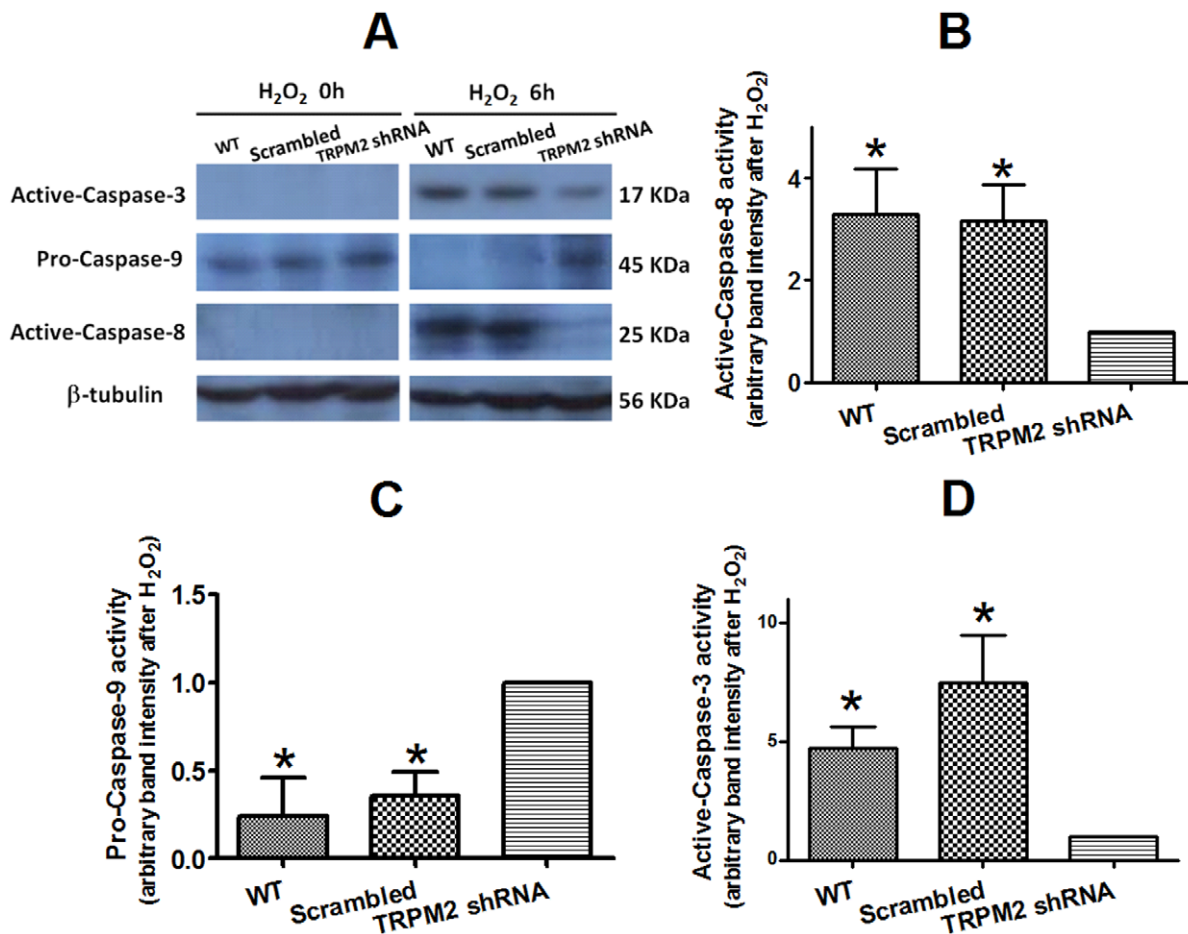 A
H₂O₂ 0h
H₂O₂ 6h
WT
Scrambled
TRPM2 shRNA
WT
Scrambled
TRPM2 shRNA
Active-Caspase-3
17 KDa
Pro-Caspase-9
45 KDa
Active-Caspase-8
25 KDa
β-tubulin
56 KDa
B
Active-Caspase-8 activity
(arbitrary band intensity after H₂O₂)
4
2
0
*
*
WT
Scrambled
TRPM2 shRNA
C
Pro-Caspase-9 activity
(arbitrary band intensity after H₂O₂)
1.5
1.0
0.5
0.0
*
*
WT
Scrambled
TRPM2 shRNA
D
Active-Caspase-3 activity
(arbitrary band intensity after H₂O₂)
10
5
0
*
*
WT
Scrambled
TRPM2 shRNA